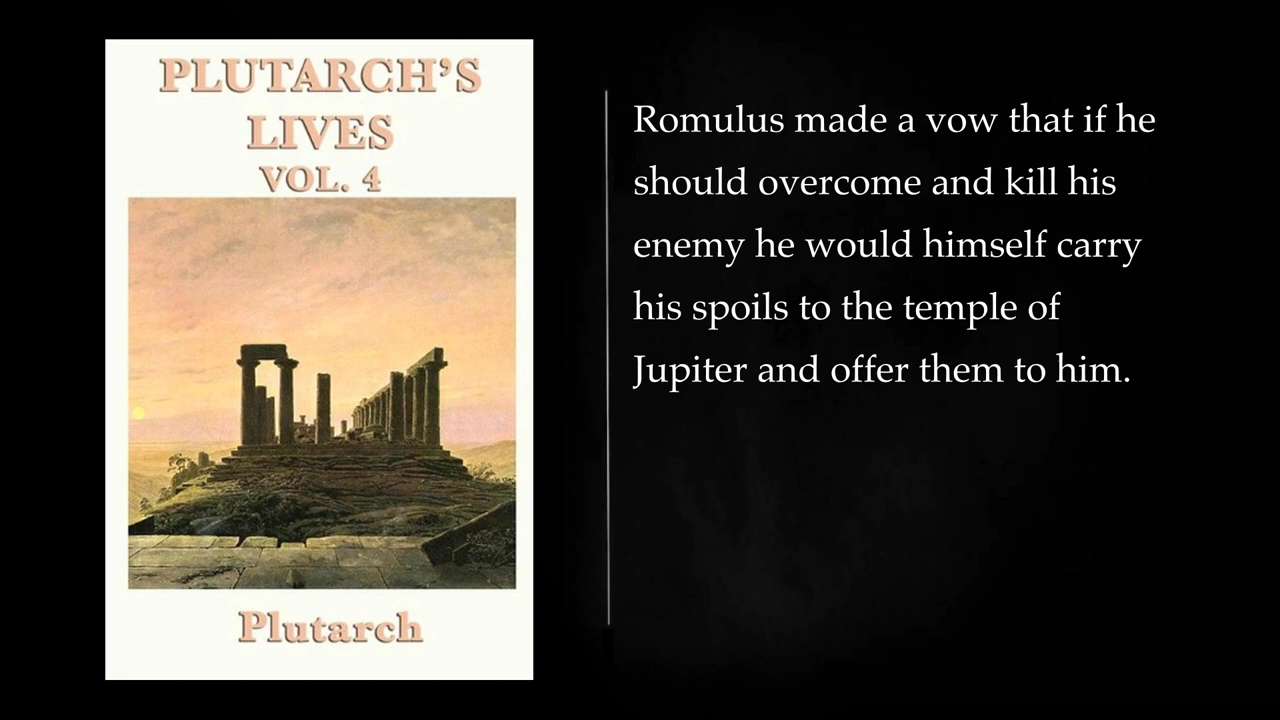 PLUTARCH'S
LIVES
VOL. 4
Plutarch
Romulus made a vow that if he
should overcome and kill his
enemy he would himself carry
his spoils to the temple of
Jupiter and offer them to him.